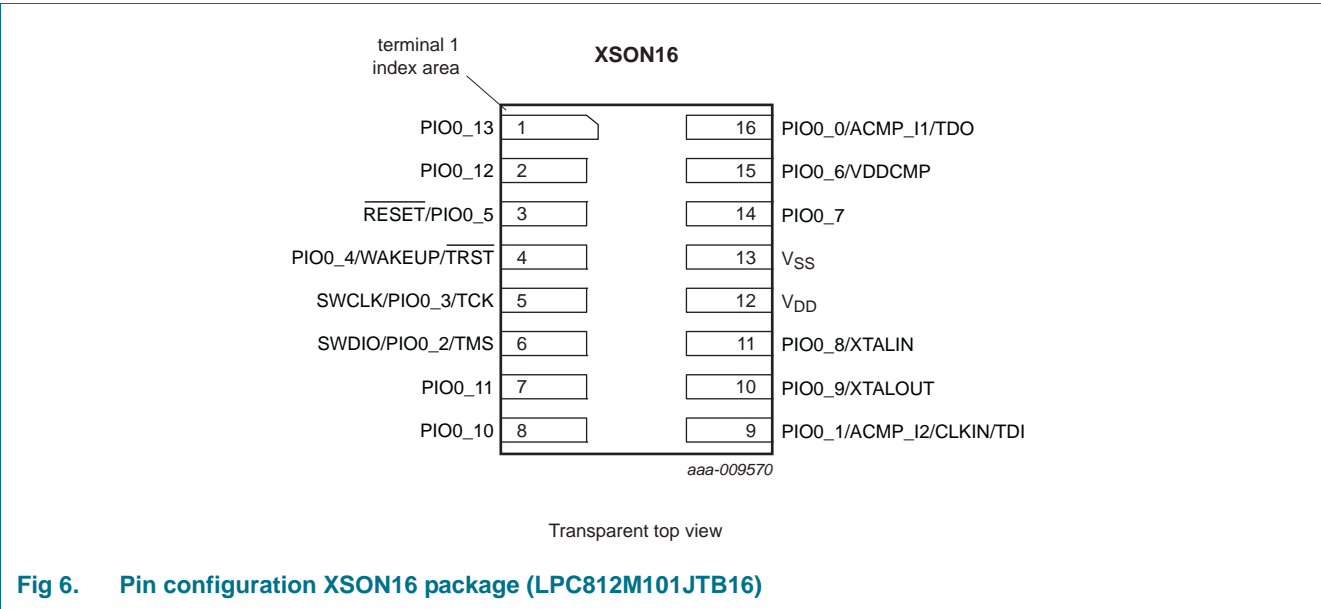 terminal 1
index area
XSON16
PIO0_13 1 16 PIO0_0/ACMP_I1/TDO
PIO0_12 2 15 PIO0_6/VDDCMP
RESET/PIO0_5 3 14 PIO0_7
PIO0_4/WAKEUP/TRST 4 13 VSS
SWCLK/PIO0_3/TCK 5 12 VDD
SWDIO/PIO0_2/TMS 6 11 PIO0_8/XTALIN
PIO0_11 7 10 PIO0_9/XTALOUT
PIO0_10 8 9 PIO0_1/ACMP_I2/CLKIN/TDI
aaa-009570
Transparent top view
Fig 6. Pin configuration XSON16 package (LPC812M101JTB16)